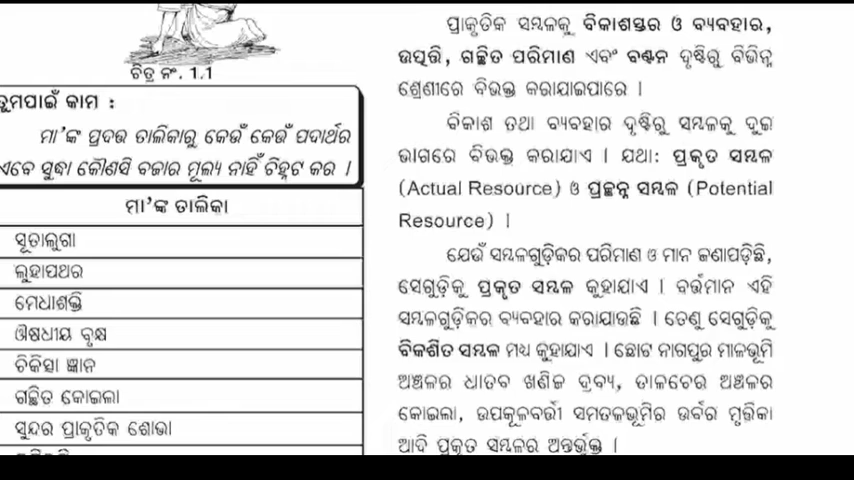 ଚିତ୍ର ନଂ. 1.1
ତୁମପାଇଁ କାମ :
ମା’ଙ୍କ ପ୍ରଦତ୍ତ ତାଲିକାରୁ କେଉଁ କେଉଁ ପଦାର୍ଥର
ଏବେ ସୁଦ୍ଧା କୌଣସି ବଜାର ମୂଲ୍ୟ ନାହିଁ ଚିହ୍ନଟ କର ।
ମା’ଙ୍କ ତାଲିକା
ସୂତାଲୁଗା
ଲୁହାପଥର
ମେଧାଶକ୍ତି
ଔଷଧୀୟ ବୃକ୍ଷ
ଚିକିତ୍ସା ଜ୍ଞାନ
ଗଚ୍ଛିତ କୋଇଲା
ସୁନ୍ଦର ପ୍ରାକୃତିକ ଶୋଭା
ପ୍ରାକୃତିକ ସମ୍ବଳକୁ ବିକାଶସ୍ତର ଓ ବ୍ୟବହାର,
ଉତ୍ପତ୍ତି, ଗଚ୍ଛିତ ପରିମାଣ ଏବଂ ବଣ୍ଟନ ଦୃଷ୍ଟିରୁ ବିଭିନ୍ନ
ଶ୍ରେଣୀରେ ବିଭକ୍ତ କରାଯାଇପାରେ ।
ବିକାଶ ତଥା ବ୍ୟବହାର ଦୃଷ୍ଟିରୁ ସମ୍ବଳକୁ ଦୁଇ
ଭାଗରେ ବିଭକ୍ତ କରାଯାଏ । ଯଥା: ପ୍ରକୃତ ସମ୍ବଳ
(Actual Resource) ଓ ପ୍ରଚ୍ଛନ୍ନ ସମ୍ବଳ (Potential
Resource) ।
ଯେଉଁ ସମ୍ବଳଗୁଡ଼ିକର ପରିମାଣ ଓ ମାନ ଜଣାପଡ଼ିଛି,
ସେଗୁଡ଼ିକୁ ପ୍ରକୃତ ସମ୍ବଳ କୁହାଯାଏ । ବର୍ତ୍ତମାନ ଏହି
ସମ୍ବଳଗୁଡ଼ିକର ବ୍ୟବହାର କରାଯାଉଛି । ତେଣୁ ସେଗୁଡ଼ିକୁ
ବିକଶିତ ସମ୍ବଳ ମଧ୍ୟ କୁହାଯାଏ । ଛୋଟ ନାଗପୁର ମାଳଭୂମି
ଅଞ୍ଚଳର ଧାତବ ଖଣିଜ ଦ୍ରବ୍ୟ, ତାଳଚେର ଅଞ୍ଚଳର
କୋଇଲା, ଉପକୂଳବର୍ତ୍ତୀ ସମତଳଭୂମିର ଉର୍ବର ମୃତ୍ତିକା
ଆଦି ପ୍ରକୃତ ସମ୍ବଳର ଅନ୍ତର୍ଭୁକ୍ତ ।